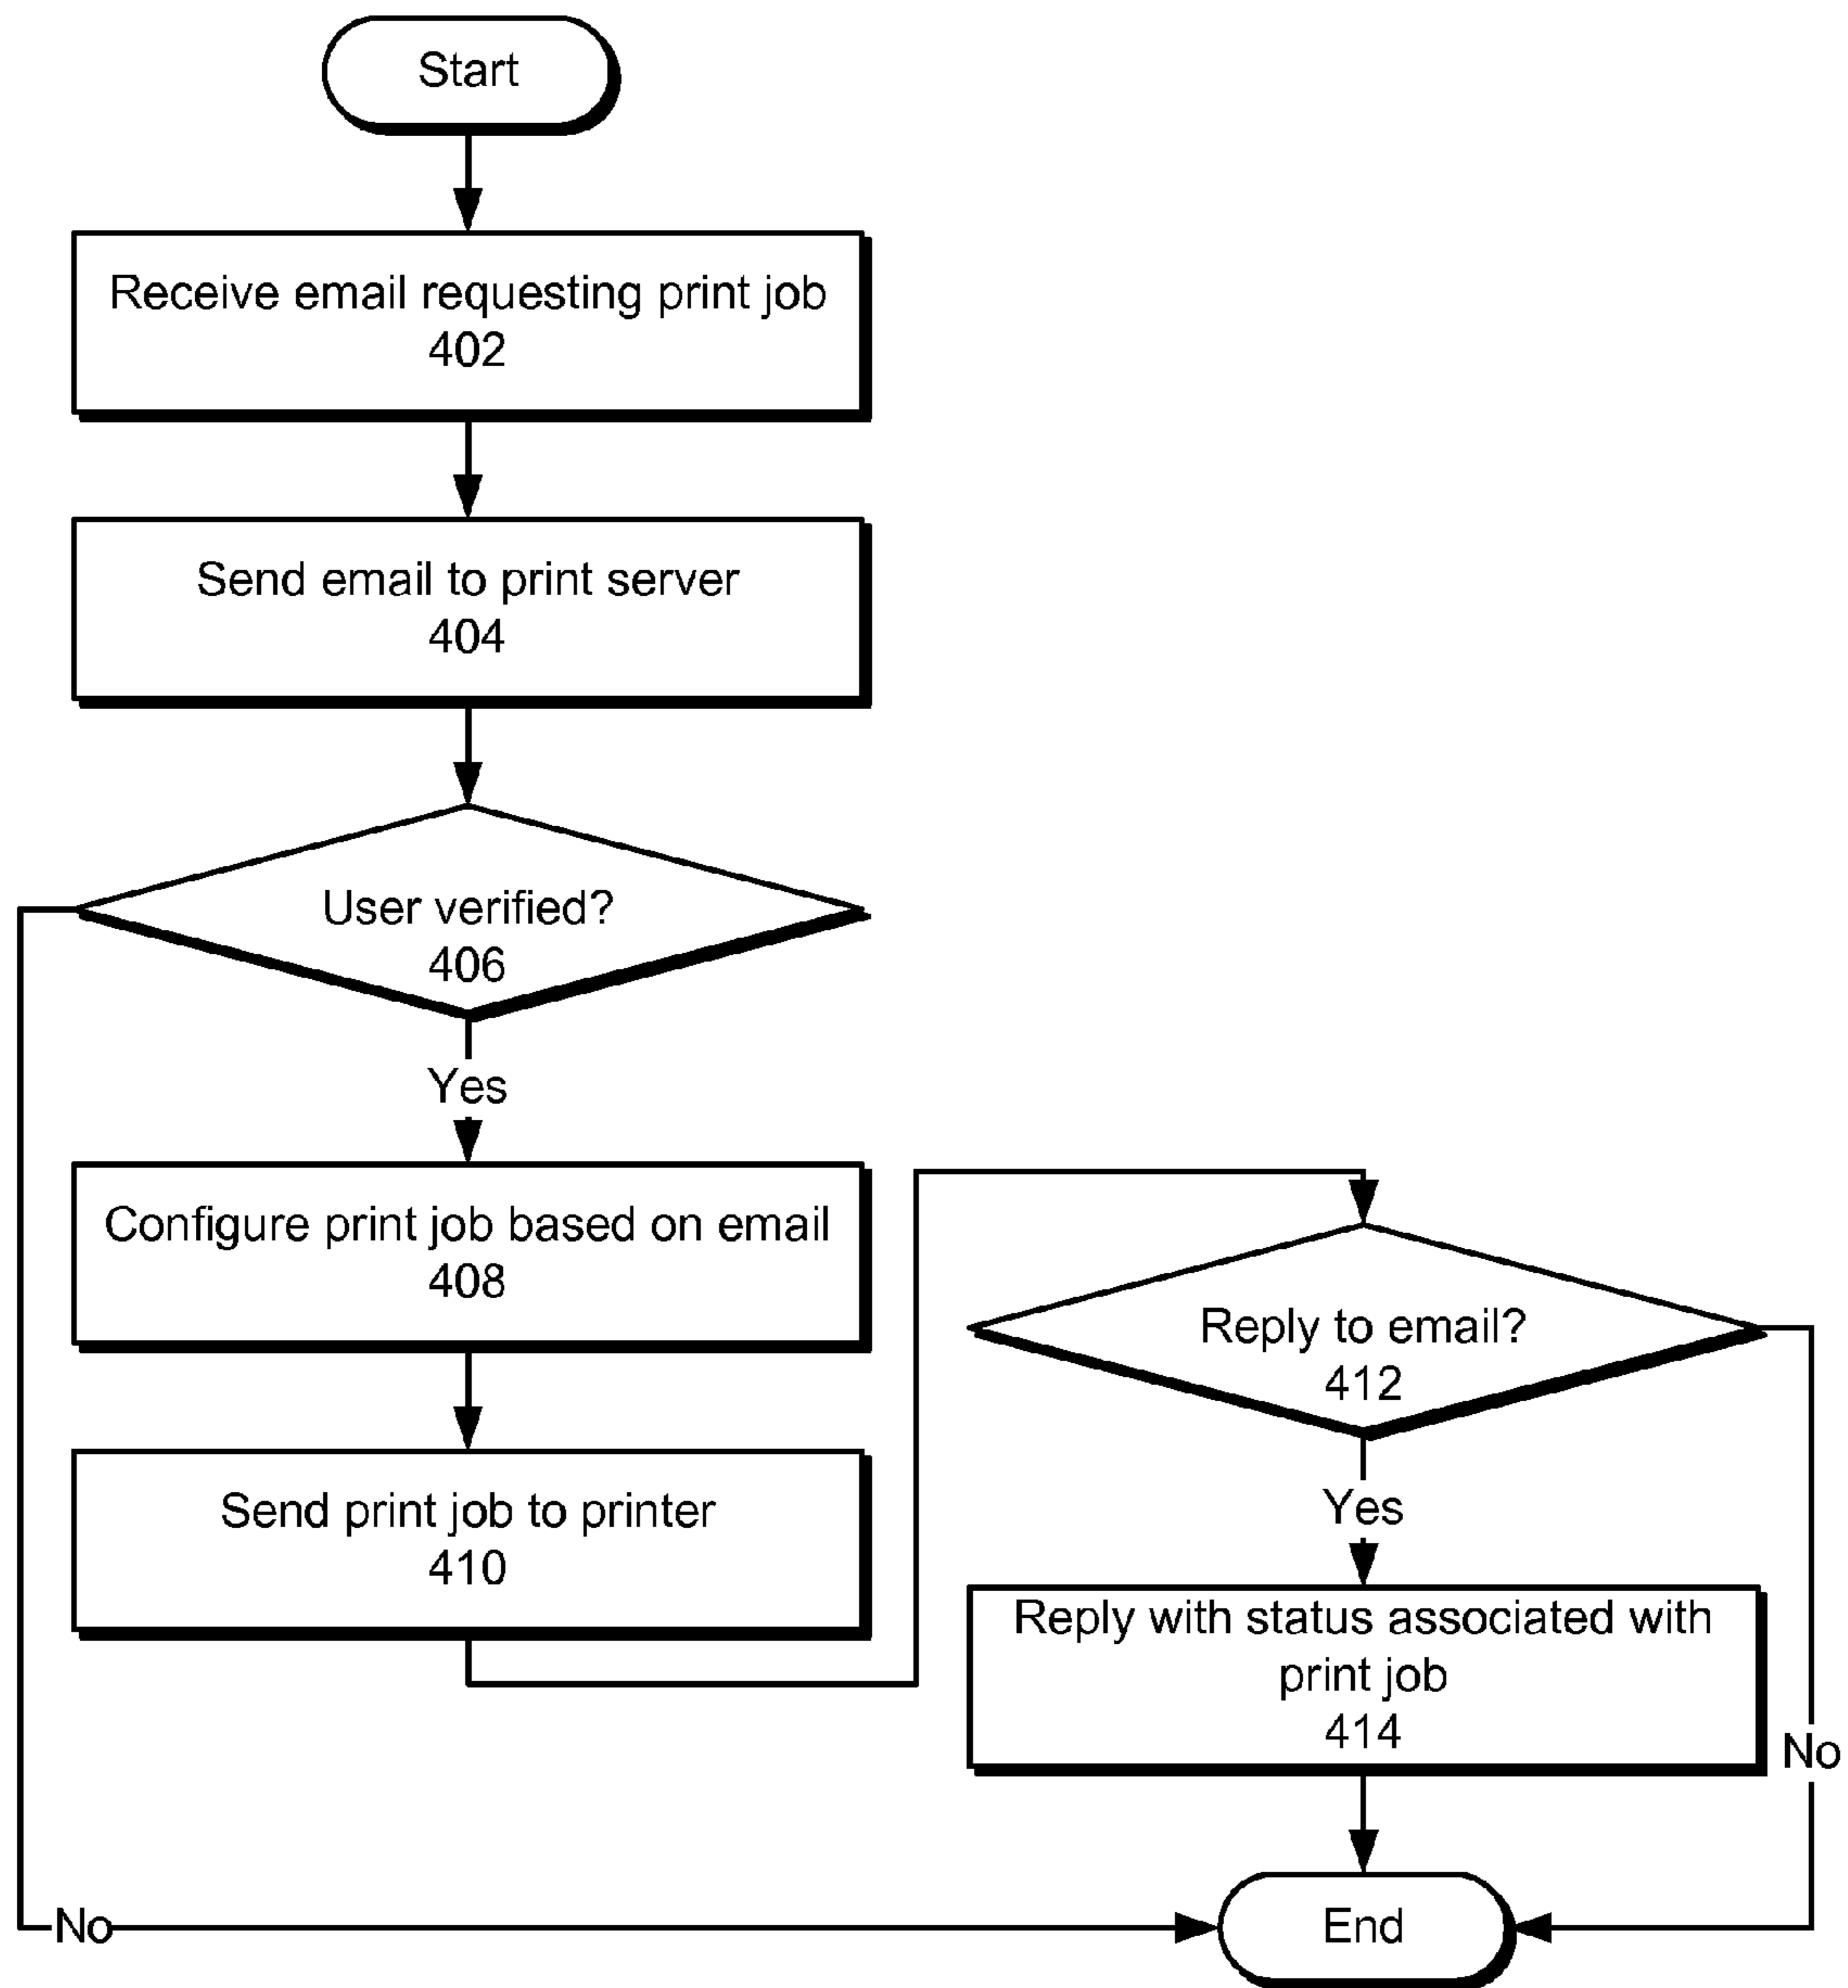 Start
Receive email requesting print job
402
Send email to print server
404
User verified?
406
Yes
Configure print job based on email
408
Send print job to printer
410
Reply to email?
412
Yes
Reply with status associated with
print job
414
No
No
End